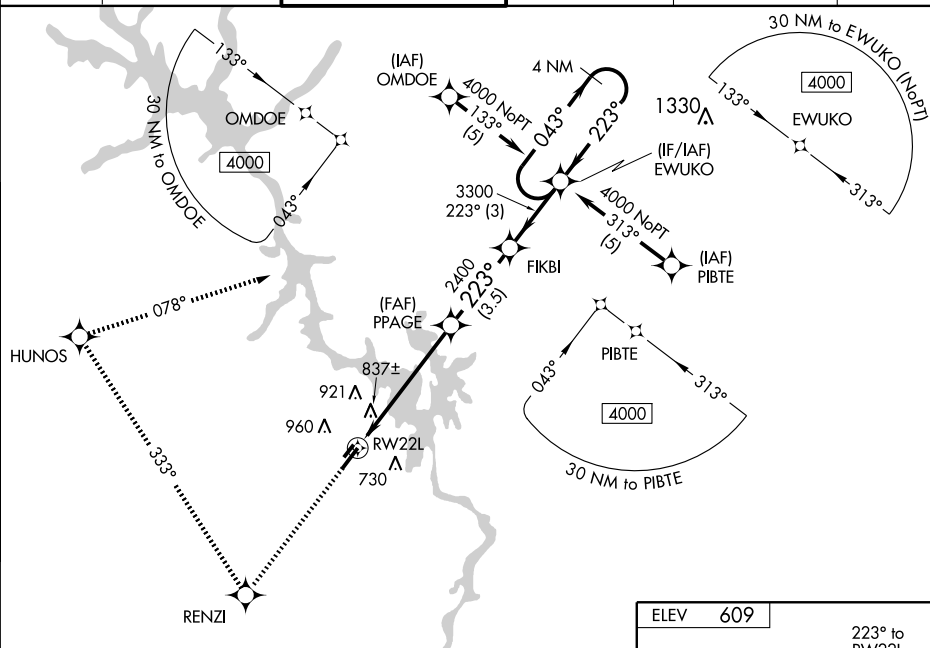 133°
OMDOE
4000
043°
30 NM to OMDOE
(IAF)
OMDOE
4000 NoPT
133°
(5)
4 NM
043°
223°
1330
(IF/IAF)
EWUKO
30 NM to EWUKO (NoPT)
4000
133°
EWUKO
313°
3300
223° (3)
4000 NoPT
313°
(5)
(IAF)
PIBTE
FIKBI
2400
223°
(3.5)
(FAF)
PPAGE
078°
HUNOS
333°
837±
921
960
RW22L
730
RENZI
PIBTE
043°
313°
4000
30 NM to PIBTE
ELEV 609
223° to
RW22L